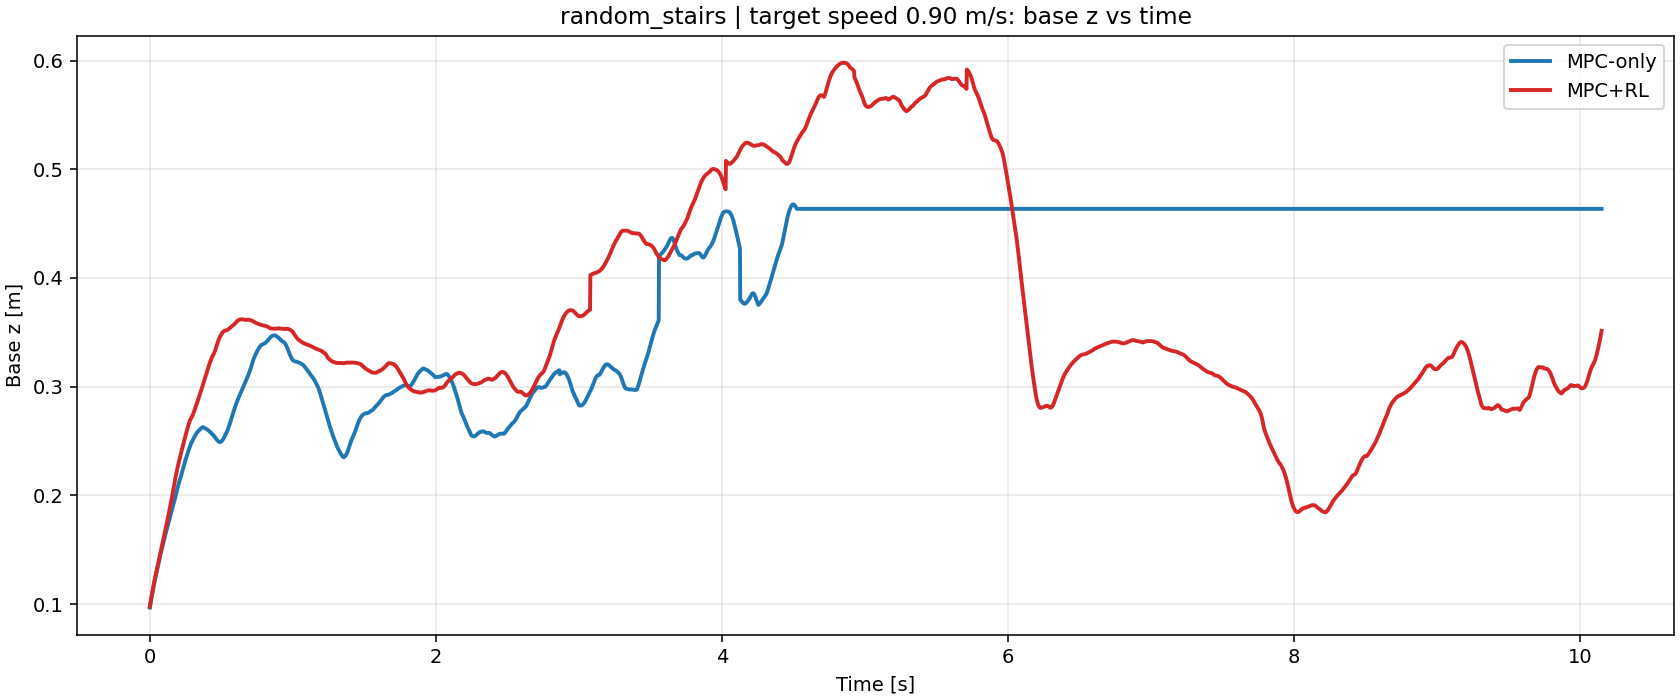 random_stairs | target speed 0.90 m/s: base z vs time
MPC-only
MPC+RL
Base z [m]
0.6
0.5
0.4
0.3
0.2
0.1
0
2
4
6
8
10
Time [s]